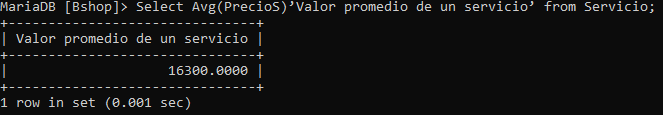 MariaDB [Bshop]> Select Avg(PrecioS)’Valor promedio de un servicio’ from Servicio;
+-------------------------------+
| Valor promedio de un servicio |
+-------------------------------+
|                    16300.0000 |
+-------------------------------+
1 row in set (0.001 sec)